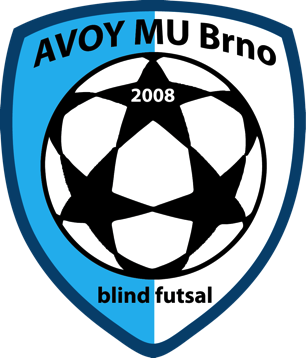 AVOY MU Brno
2008
blind futsal